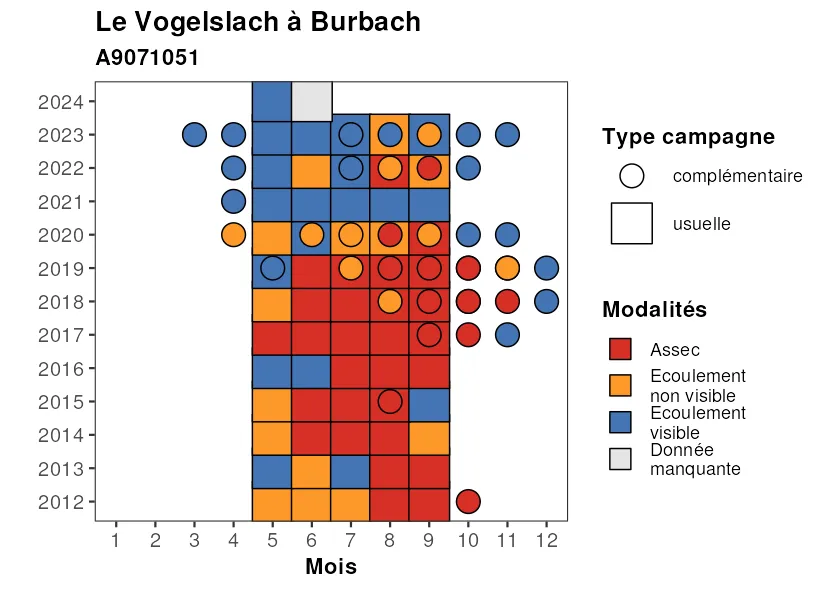 Le Vogelslach à Burbach
A9071051
2024
2023
2022
2021
2020
2019
2018
2017
2016
2015
2014
2013
2012
1 2 3 4 5 6 7 8 9 10 11 12
Mois
Type campagne
complémentaire
usuelle
Modalités
Assec
Ecoulement
non visible
Ecoulement
visible
Donnée
manquante